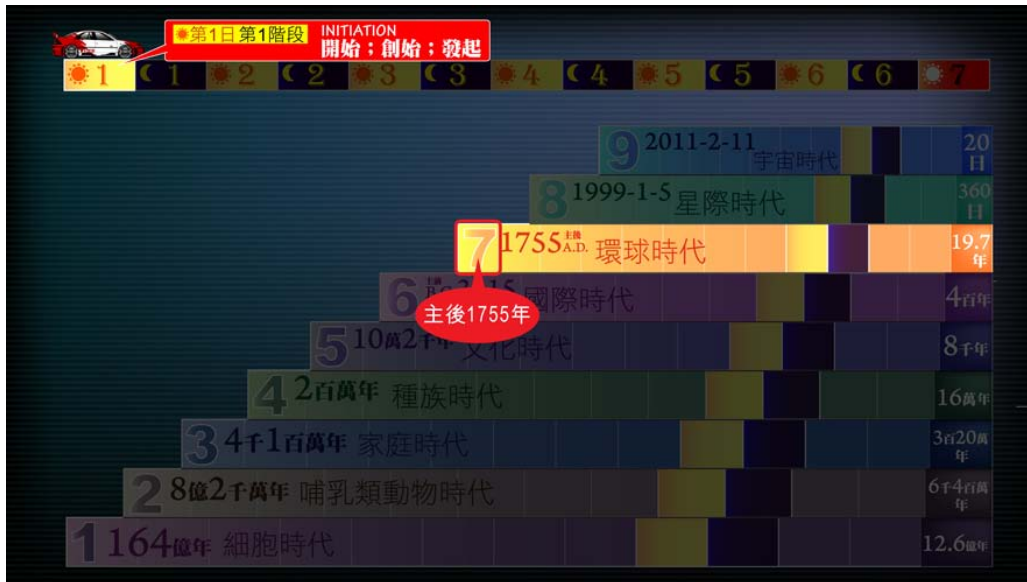 第1日第1階段
INITIATION
開始；創始；發起
1 1 2 2 3 3 4 4 5 5 6 6 7
9 2011-2-11 宇宙時代 20日
8 1999-1-5 星際時代 360日
7 1755主後A.D. 環球時代 19.7年
6 國際時代 4百年
主後1755年
5 10萬2千年 文化時代 8千年
4 2百萬年 種族時代 16萬年
3 4千1百萬年 家庭時代 3百20萬年
2 8億2千萬年 哺乳類動物時代 6千4百萬年
1 164億年 細胞時代 12.6億年